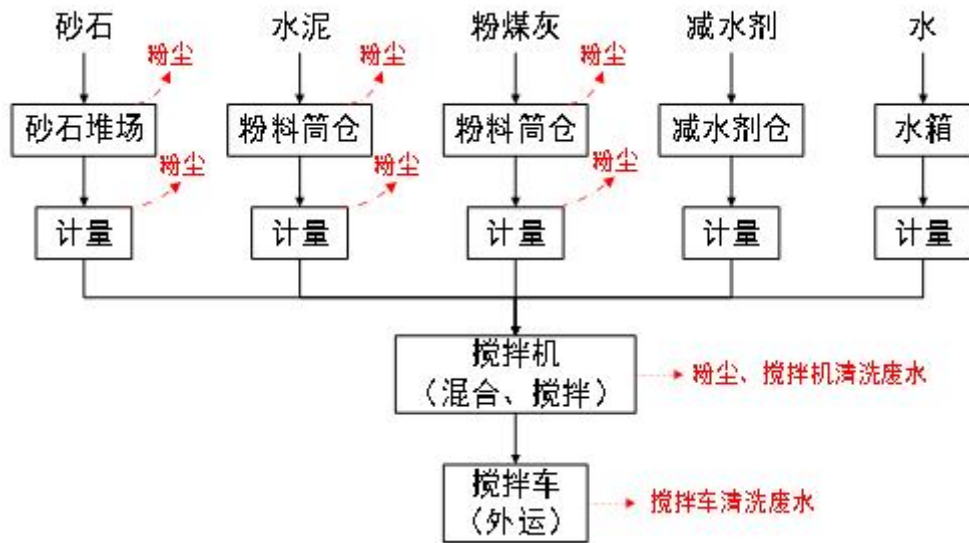 砂石
水泥
粉煤灰
减水剂
水
粉尘
粉尘
粉尘
砂石堆场
粉料筒仓
粉料筒仓
减水剂仓
水箱
粉尘
粉尘
粉尘
计量
计量
计量
计量
计量
搅拌机
（混合、搅拌）
粉尘、搅拌机清洗废水
搅拌车
（外运）
搅拌车清洗废水